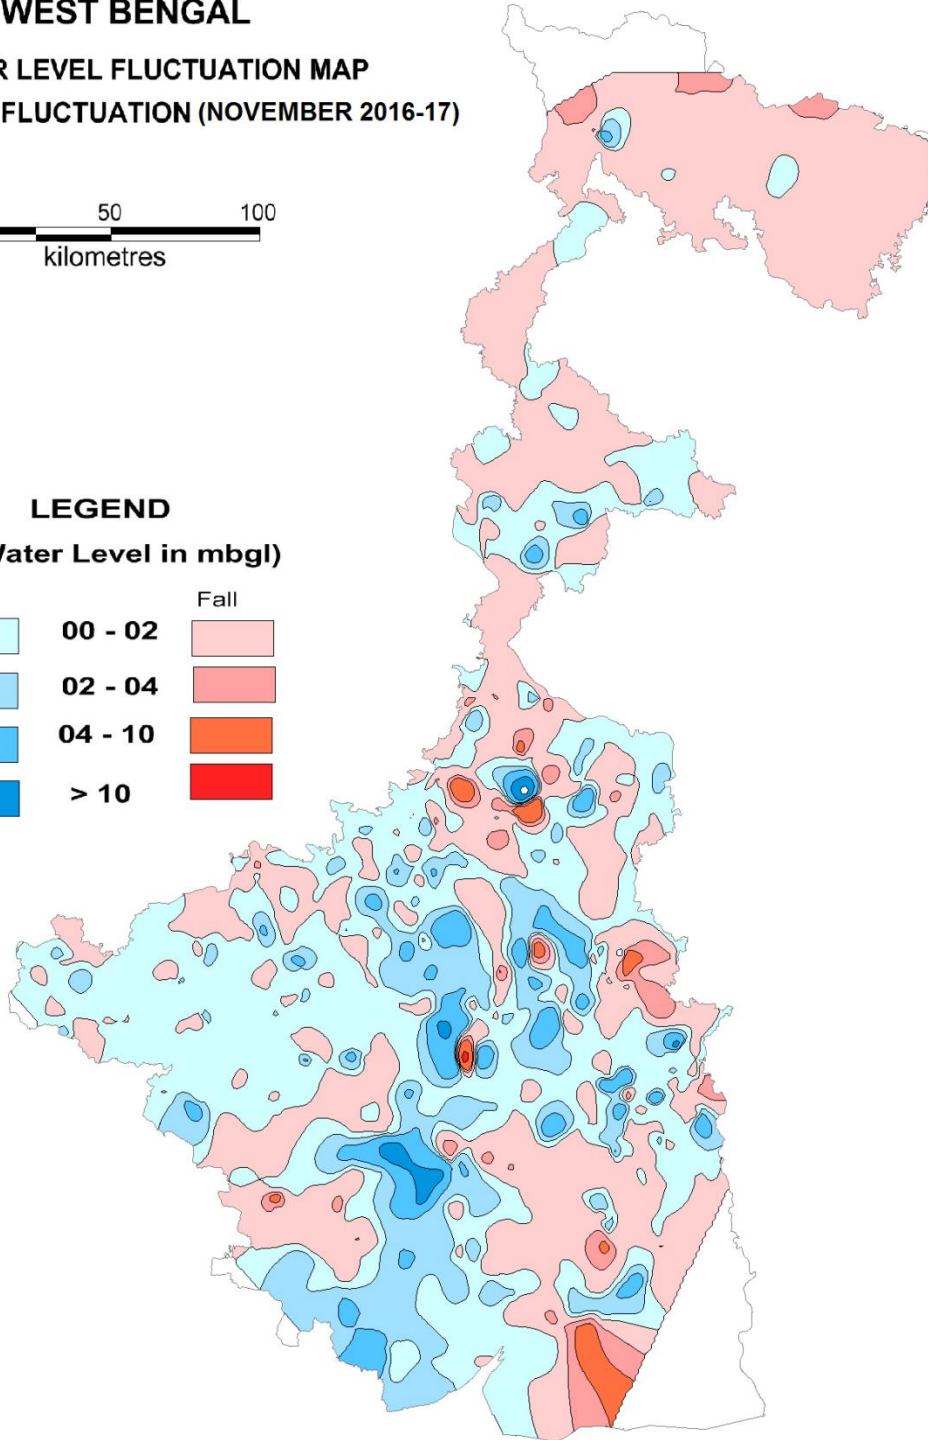 WEST BENGAL
R LEVEL FLUCTUATION MAP
FLUCTUATION (NOVEMBER 2016-17)
50 100
kilometres
LEGEND
Water Level in mbgl)
Fall
00 - 02
02 - 04
04 - 10
> 10